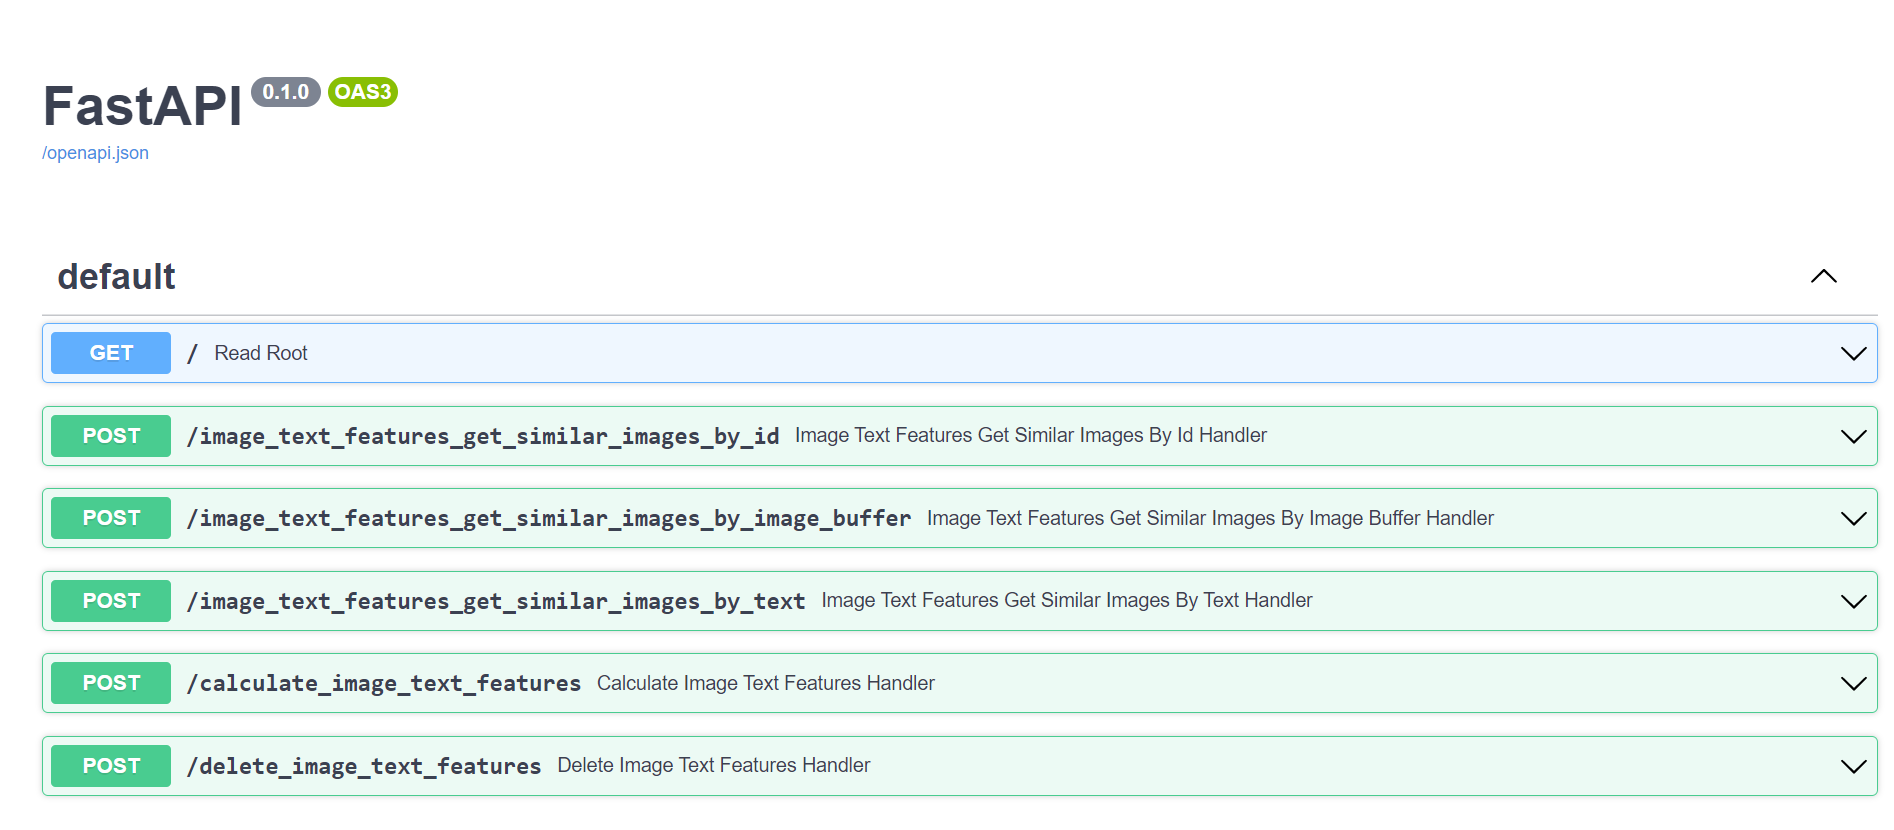 FastAPI 0.1.0 OAS3
/openapi.json
default
GET / Read Root
POST /image_text_features_get_similar_images_by_id Image Text Features Get Similar Images By Id Handler
POST /image_text_features_get_similar_images_by_image_buffer Image Text Features Get Similar Images By Image Buffer Handler
POST /image_text_features_get_similar_images_by_text Image Text Features Get Similar Images By Text Handler
POST /calculate_image_text_features Calculate Image Text Features Handler
POST /delete_image_text_features Delete Image Text Features Handler